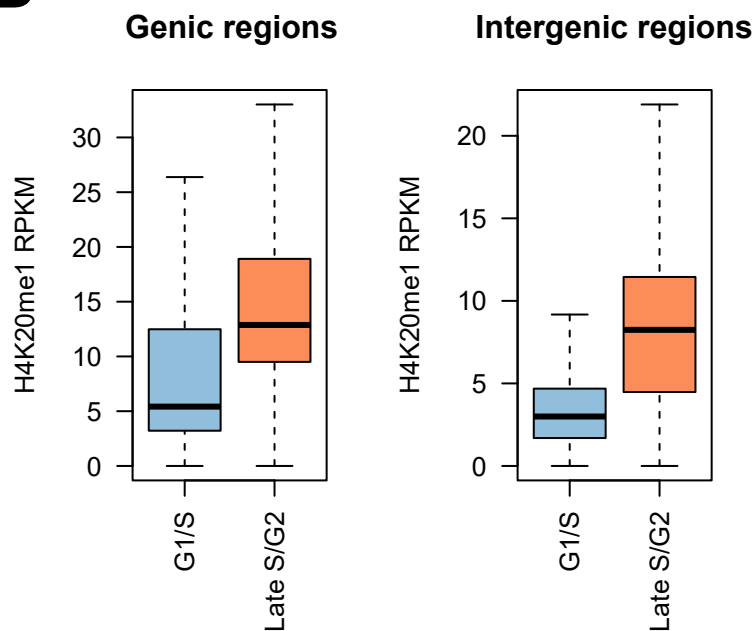 Genic regions
H4K20me1 RPKM
30
25
20
15
10
5
0
G1/S
Late S/G2
Intergenic regions
H4K20me1 RPKM
20
15
10
5
0
G1/S
Late S/G2